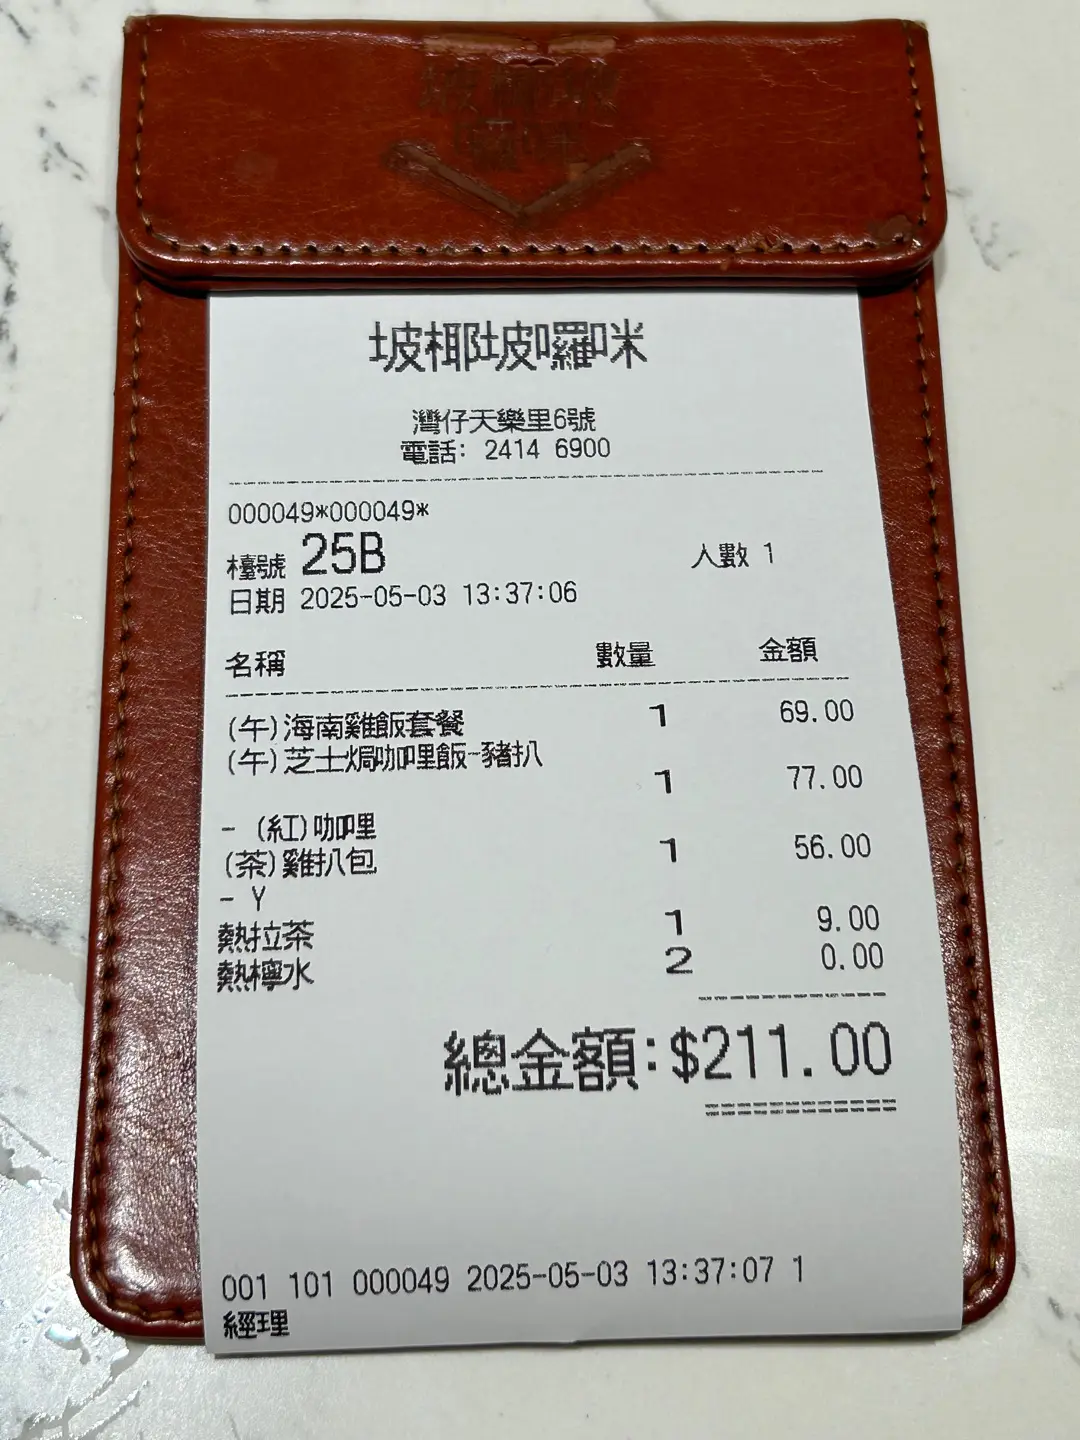 坡椰坡囉咪
灣仔天樂里6號
電話: 2414 6900
000049*000049*
檯號 25B 人數 1
日期 2025-05-03 13:37:06
名稱 數量 金額
(午)海南雞飯套餐 1 69.00
(午)芝士焗咖哩飯-豬扒
1 77.00
- (紅)咖哩
(茶)雞扒包 1 56.00
- Y
熱拉茶 1 9.00
熱檸水 2 0.00
總金額:$211.00
001 101 000049 2025-05-03 13:37:07 1
經理